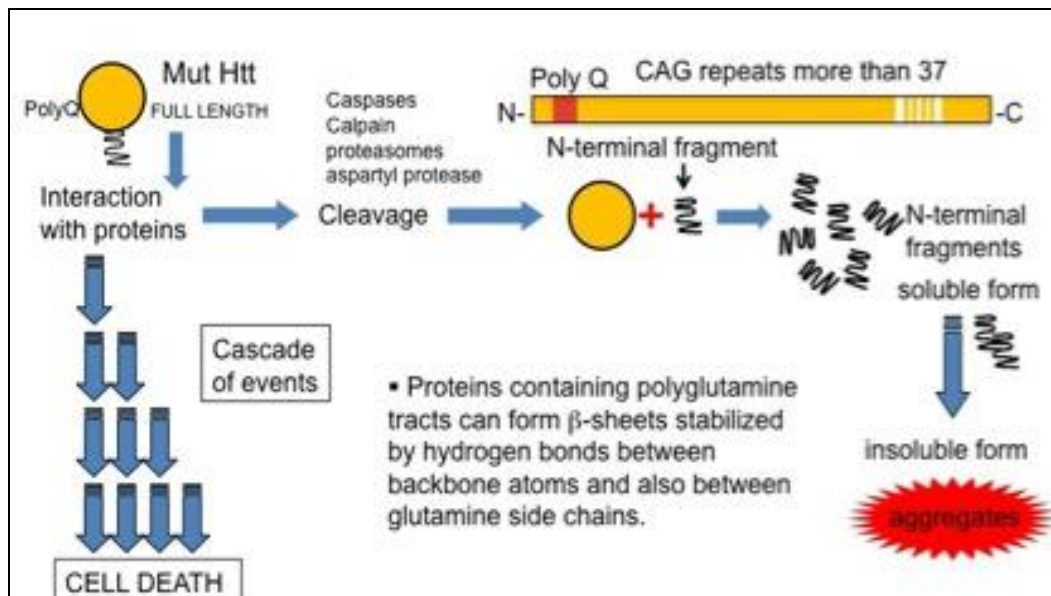 Mut Htt
PolyQ
FULL LENGTH
Interaction
with proteins
Caspases
Calpain
proteasomes
aspartyl protease
Cleavage
Poly Q
CAG repeats more than 37
N-
-C
N-terminal fragment
+
N-terminal
fragments
soluble form
insoluble form
aggregates
Cascade
of events
▪ Proteins containing polyglutamine
tracts can form β-sheets stabilized
by hydrogen bonds between
backbone atoms and also between
glutamine side chains.
CELL DEATH